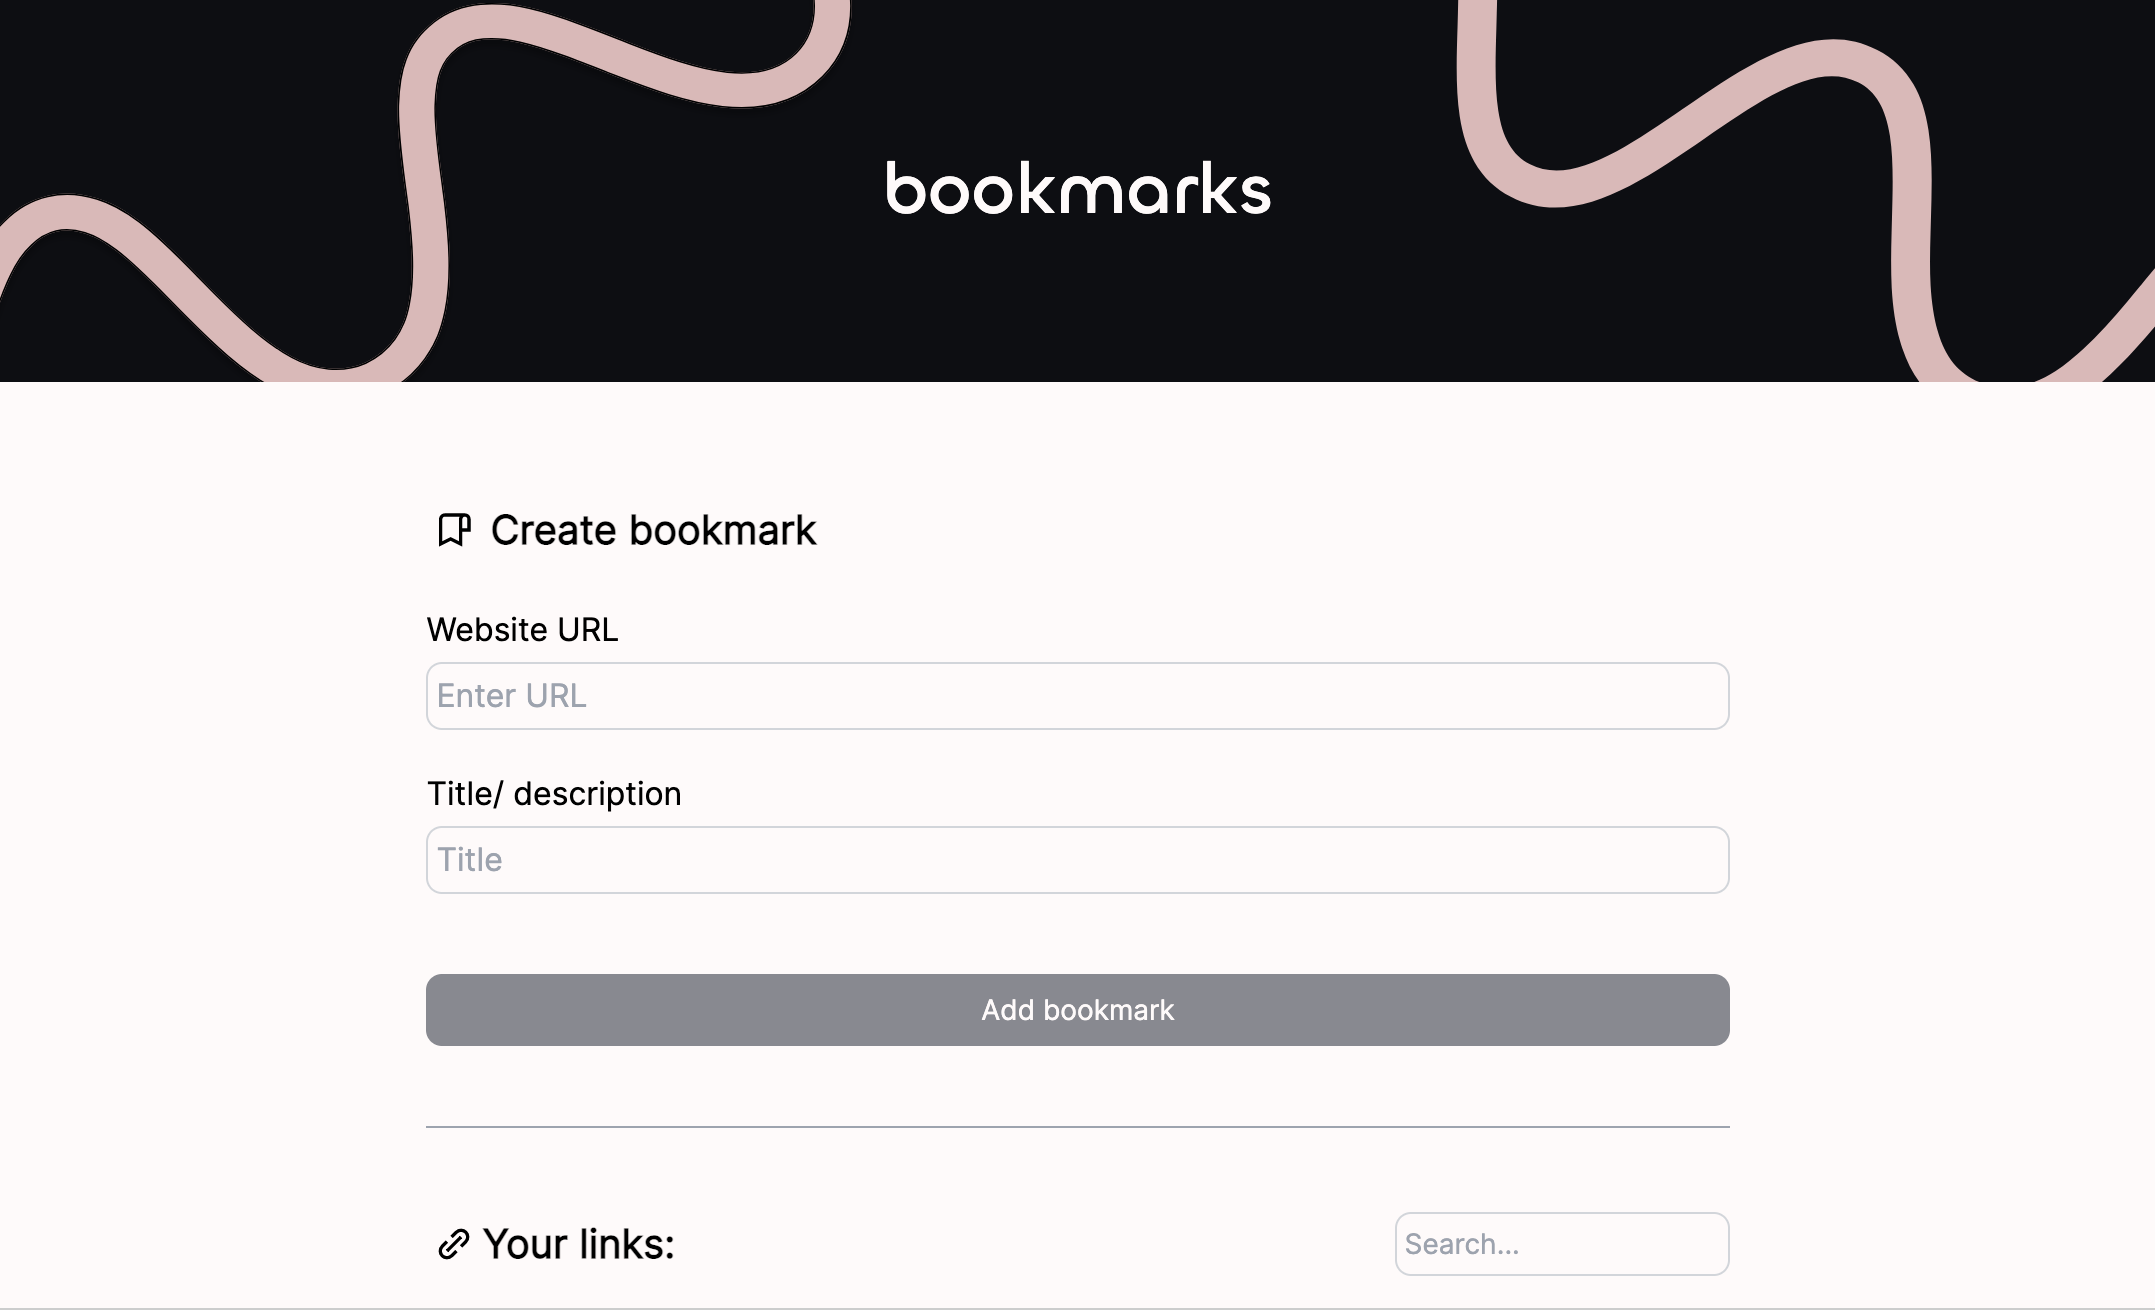 bookmarks
Create bookmark
Website URL
Enter URL
Title/ description
Title
Add bookmark
Your links:
Search...